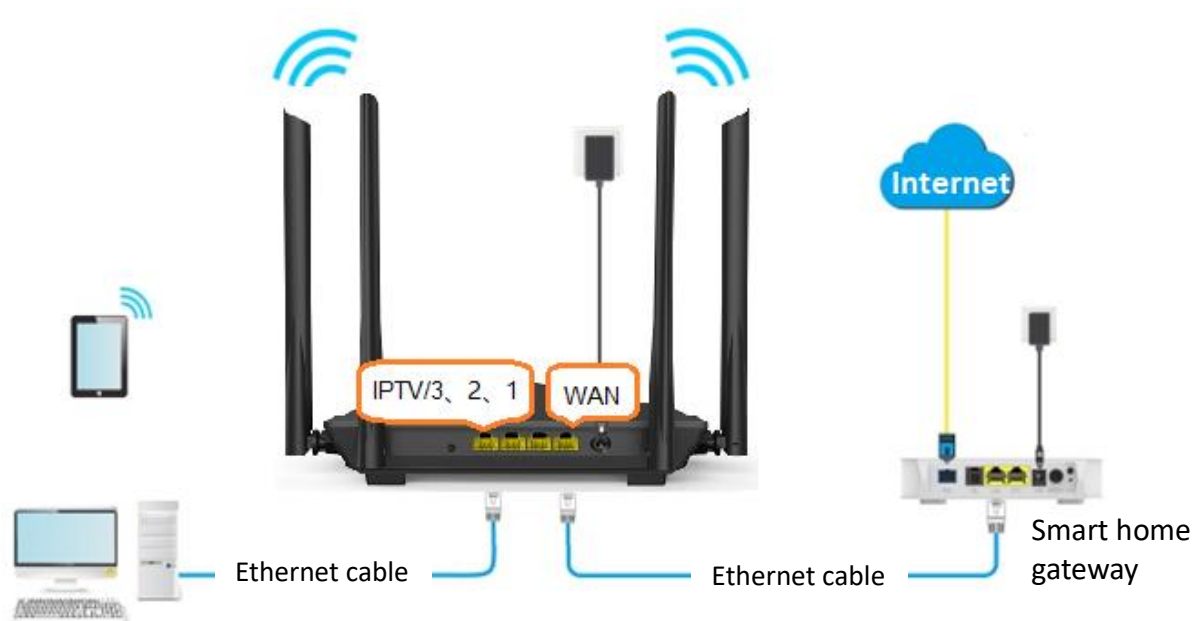 Internet
IPTV/3、2、1
WAN
Ethernet cable
Ethernet cable
Smart home
gateway